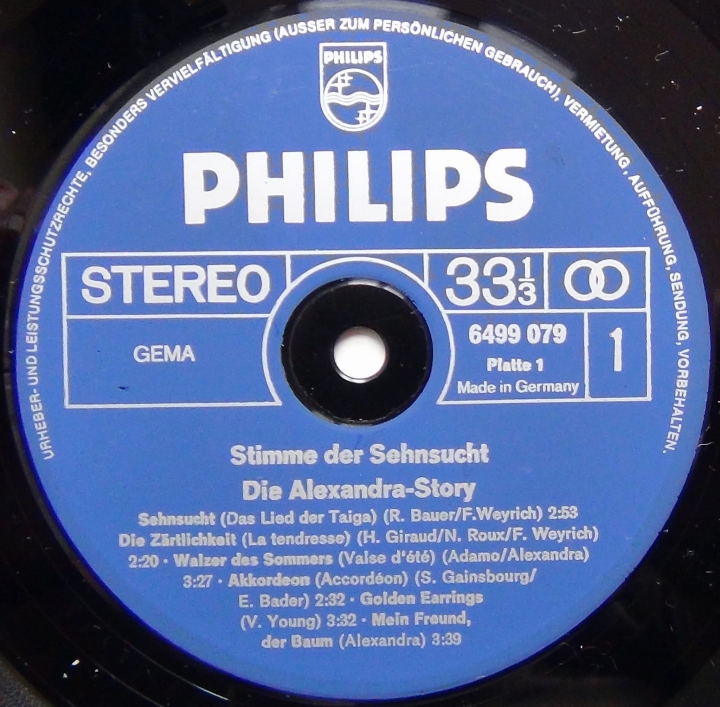 URHEBER- UND LEISTUNGSSCHUTZRECHTE, BESONDERS VERVIELFÄLTIGUNG (AUSSER ZUM PERSÖNLICHEN GEBRAUCH), VERMIETUNG, AUFFÜHRUNG, SENDUNG, VORBEHALTEN.
PHILIPS
PHILIPS
STEREO
33 1/3
GEMA
6499 079
Platte 1
Made in Germany
1
Stimme der Sehnsucht
Die Alexandra-Story
Sehnsucht (Das Lied der Taiga) (R. Bauer/F.Weyrich) 2:53
Die Zärtlichkeit (La tendresse) (H. Giraud/N. Roux/F. Weyrich)
2:20 · Walzer des Sommers (Valse d'été) (Adamo/Alexandra)
3:27 · Akkordeon (Accordéon) (S. Gainsbourg/
E. Bader) 2:32 · Golden Earrings
(V. Young) 3:32 · Mein Freund,
der Baum (Alexandra) 3:39